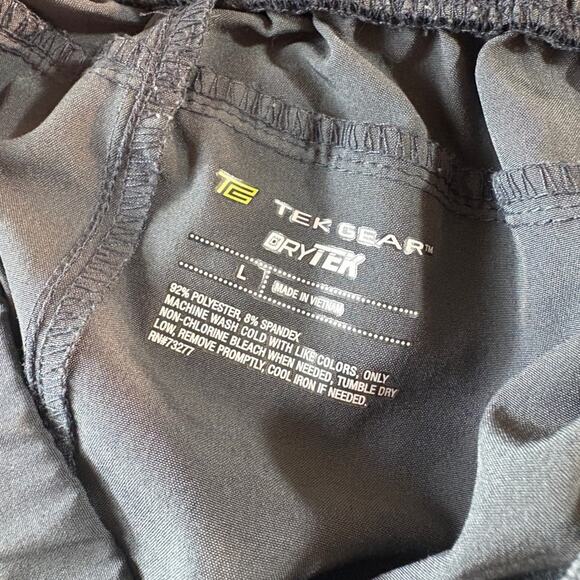 TG TEK GEAR™
DRYTEK
L MADE IN VIETNAM
92% POLYESTER, 8% SPANDEX
MACHINE WASH COLD WITH LIKE COLORS, ONLY
NON-CHLORINE BLEACH WHEN NEEDED, TUMBLE DRY
LOW, REMOVE PROMPTLY, COOL IRON IF NEEDED.
RN#73277